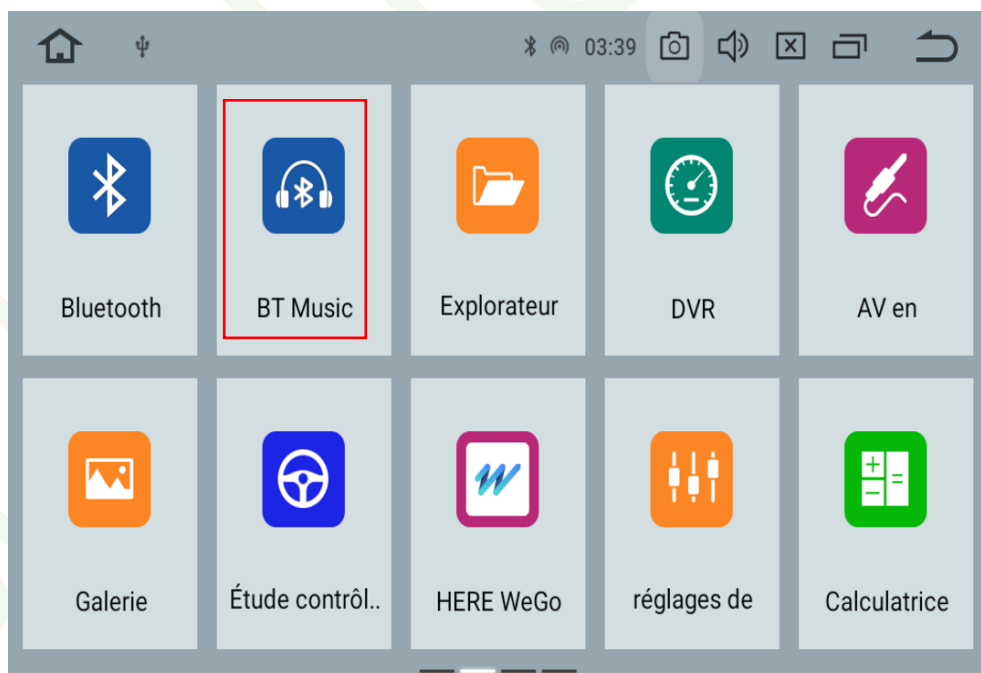 03:39
Bluetooth
BT Music
Explorateur
DVR
AV en
Galerie
Étude contrôl..
HERE WeGo
réglages de
Calculatrice